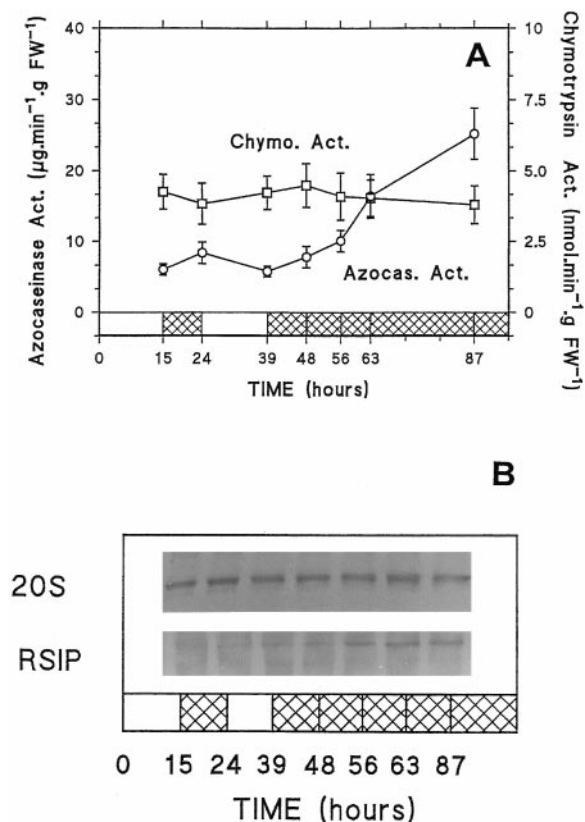 A
Azocaseinase Act. (µg.min⁻¹.g FW⁻¹)
Chymotrypsin Act. (nmol.min⁻¹.g FW⁻¹)
40
30
20
10
0
10
7.5
5.0
2.5
0
Chymo. Act.
Azocas. Act.
0 15 24 39 48 56 63 87
TIME (hours)
B
20S
RSIP
0 15 24 39 48 56 63 87
TIME (hours)